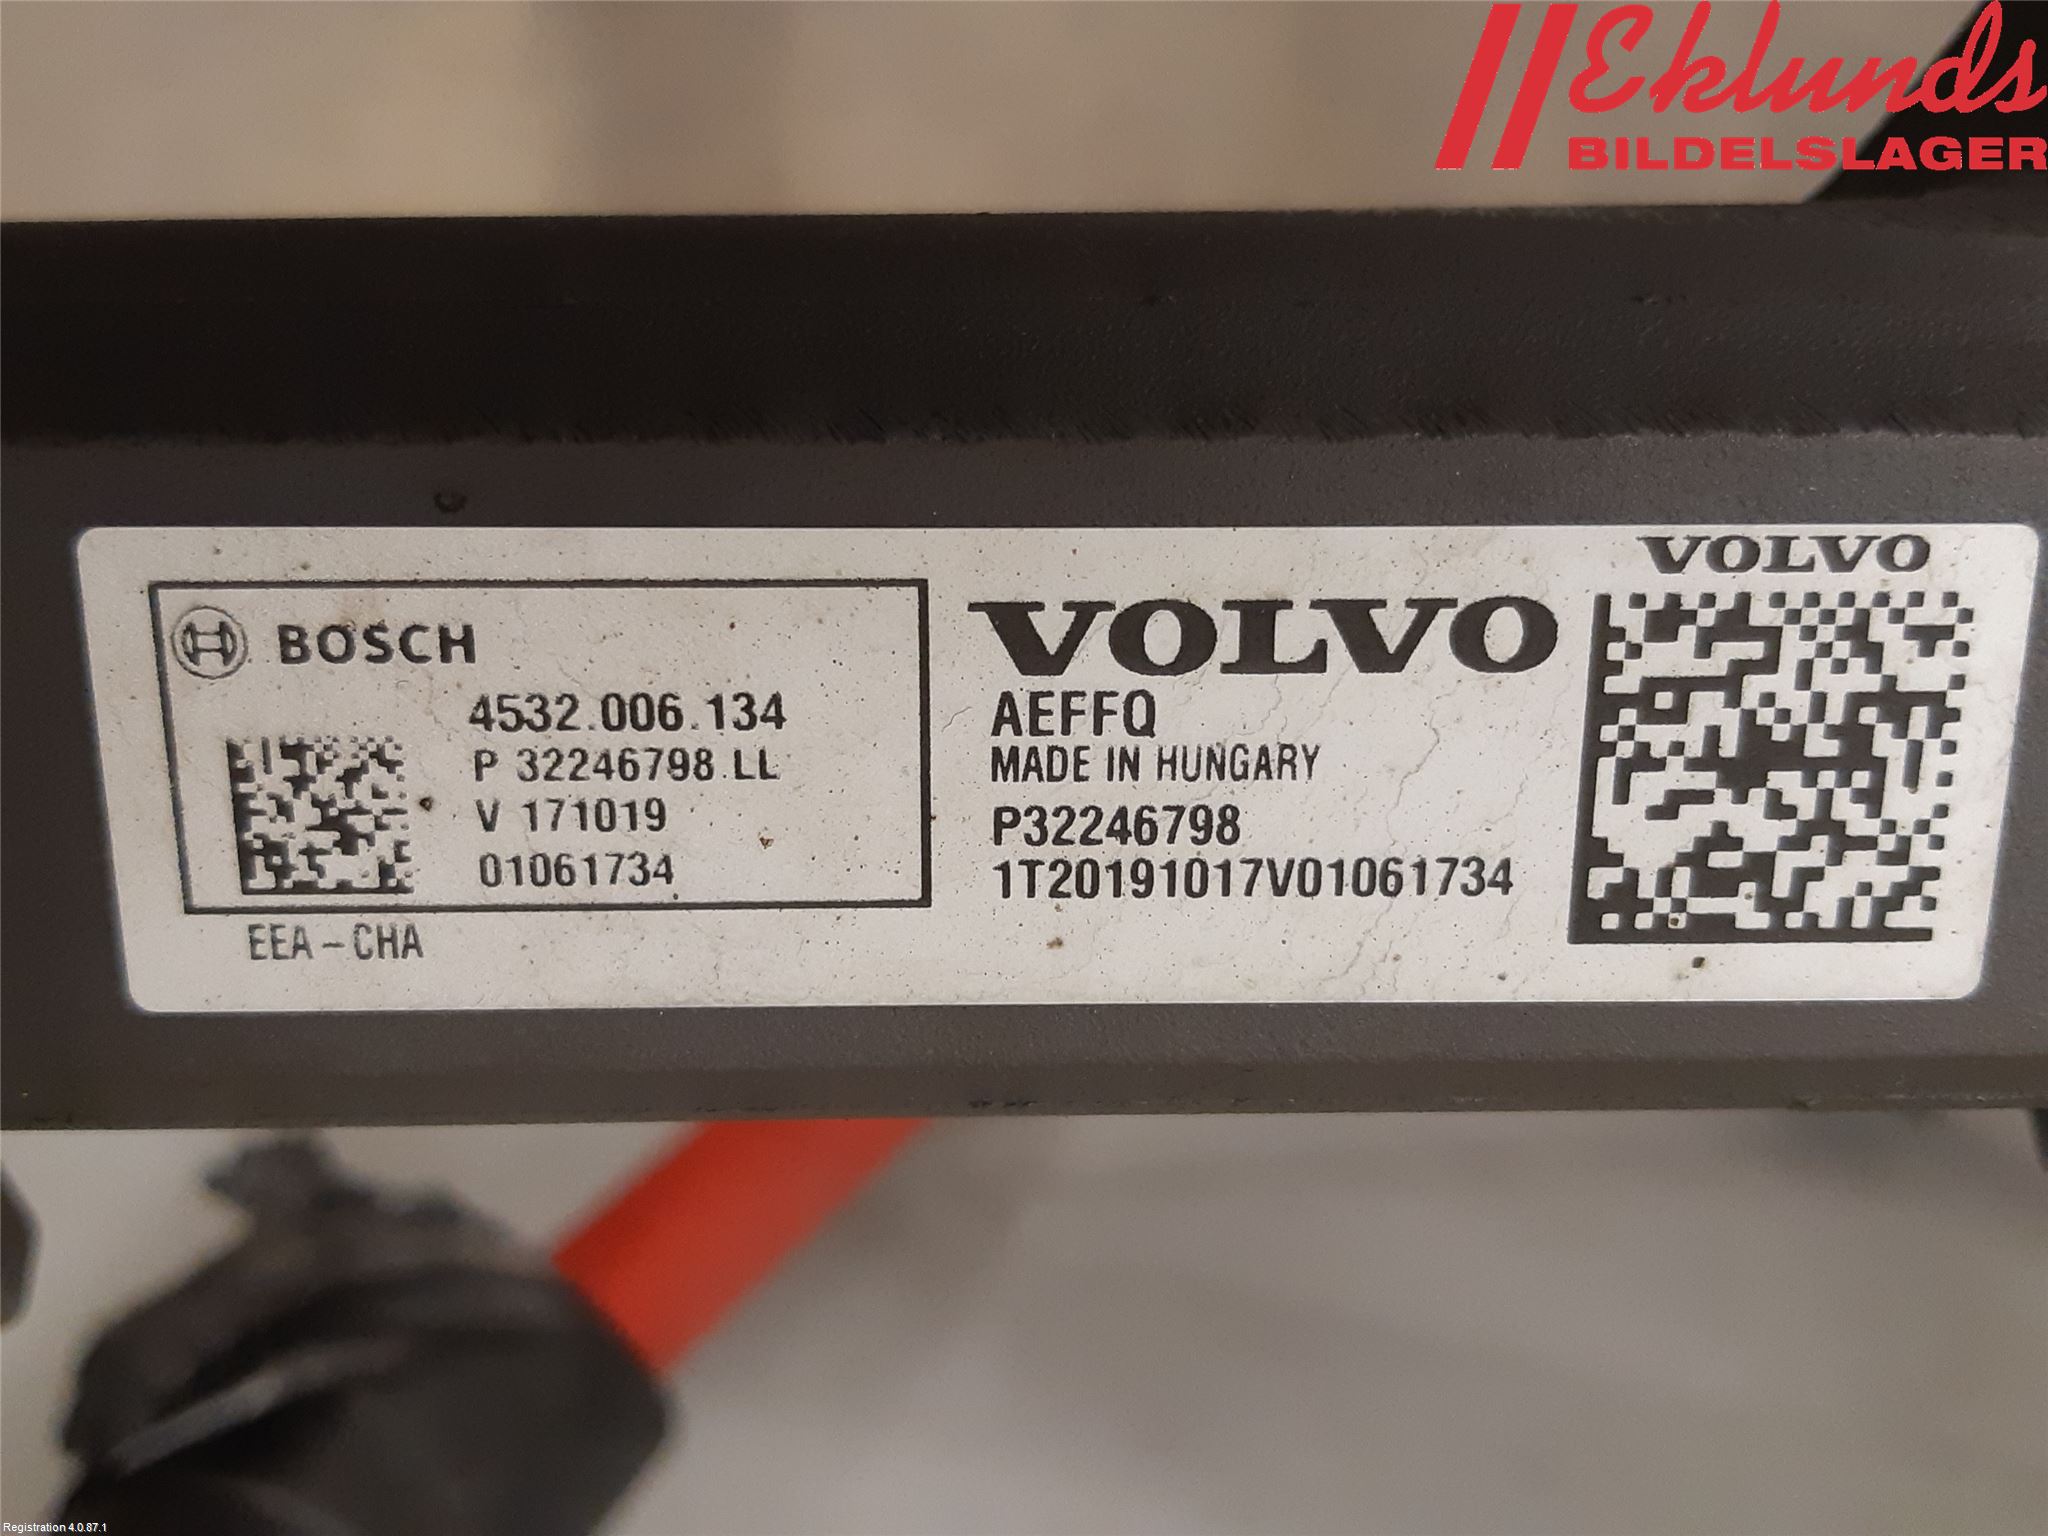 Eklunds
BILDELSLAGER
BOSCH
4532.006.134
P 32246798.LL
V 171019
01061734
EEA-CHA
VOLVO
AEFFQ
MADE IN HUNGARY
P32246798
1T20191017V01061734
VOLVO
Registration 4.0.87.1